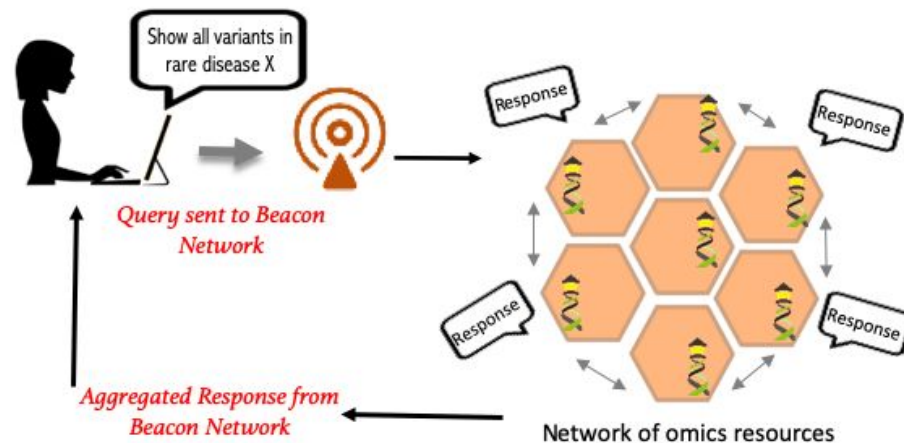 Show all variants in
rare disease X
Query sent to Beacon
Network
Response
Response
Response
Response
Aggregated Response from
Beacon Network
Network of omics resources